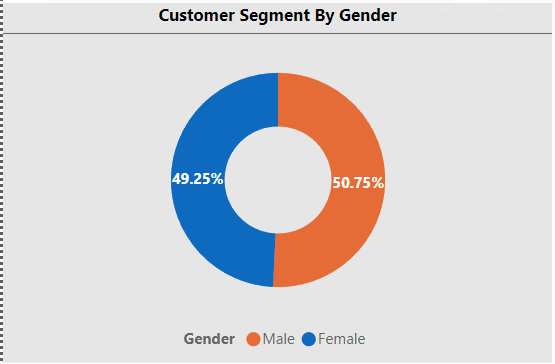 Customer Segment By Gender
49.25%
50.75%
Gender Male Female